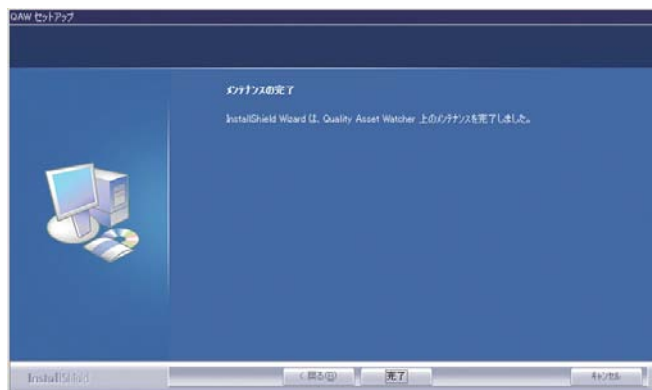 QAW セットアップ
メンテナンスの完了
InstallShield Wizard は、Quality Asset Watcher 上のメンテナンスを完了しました。
InstallShield
< 戻る(B)
完了
キャンセル